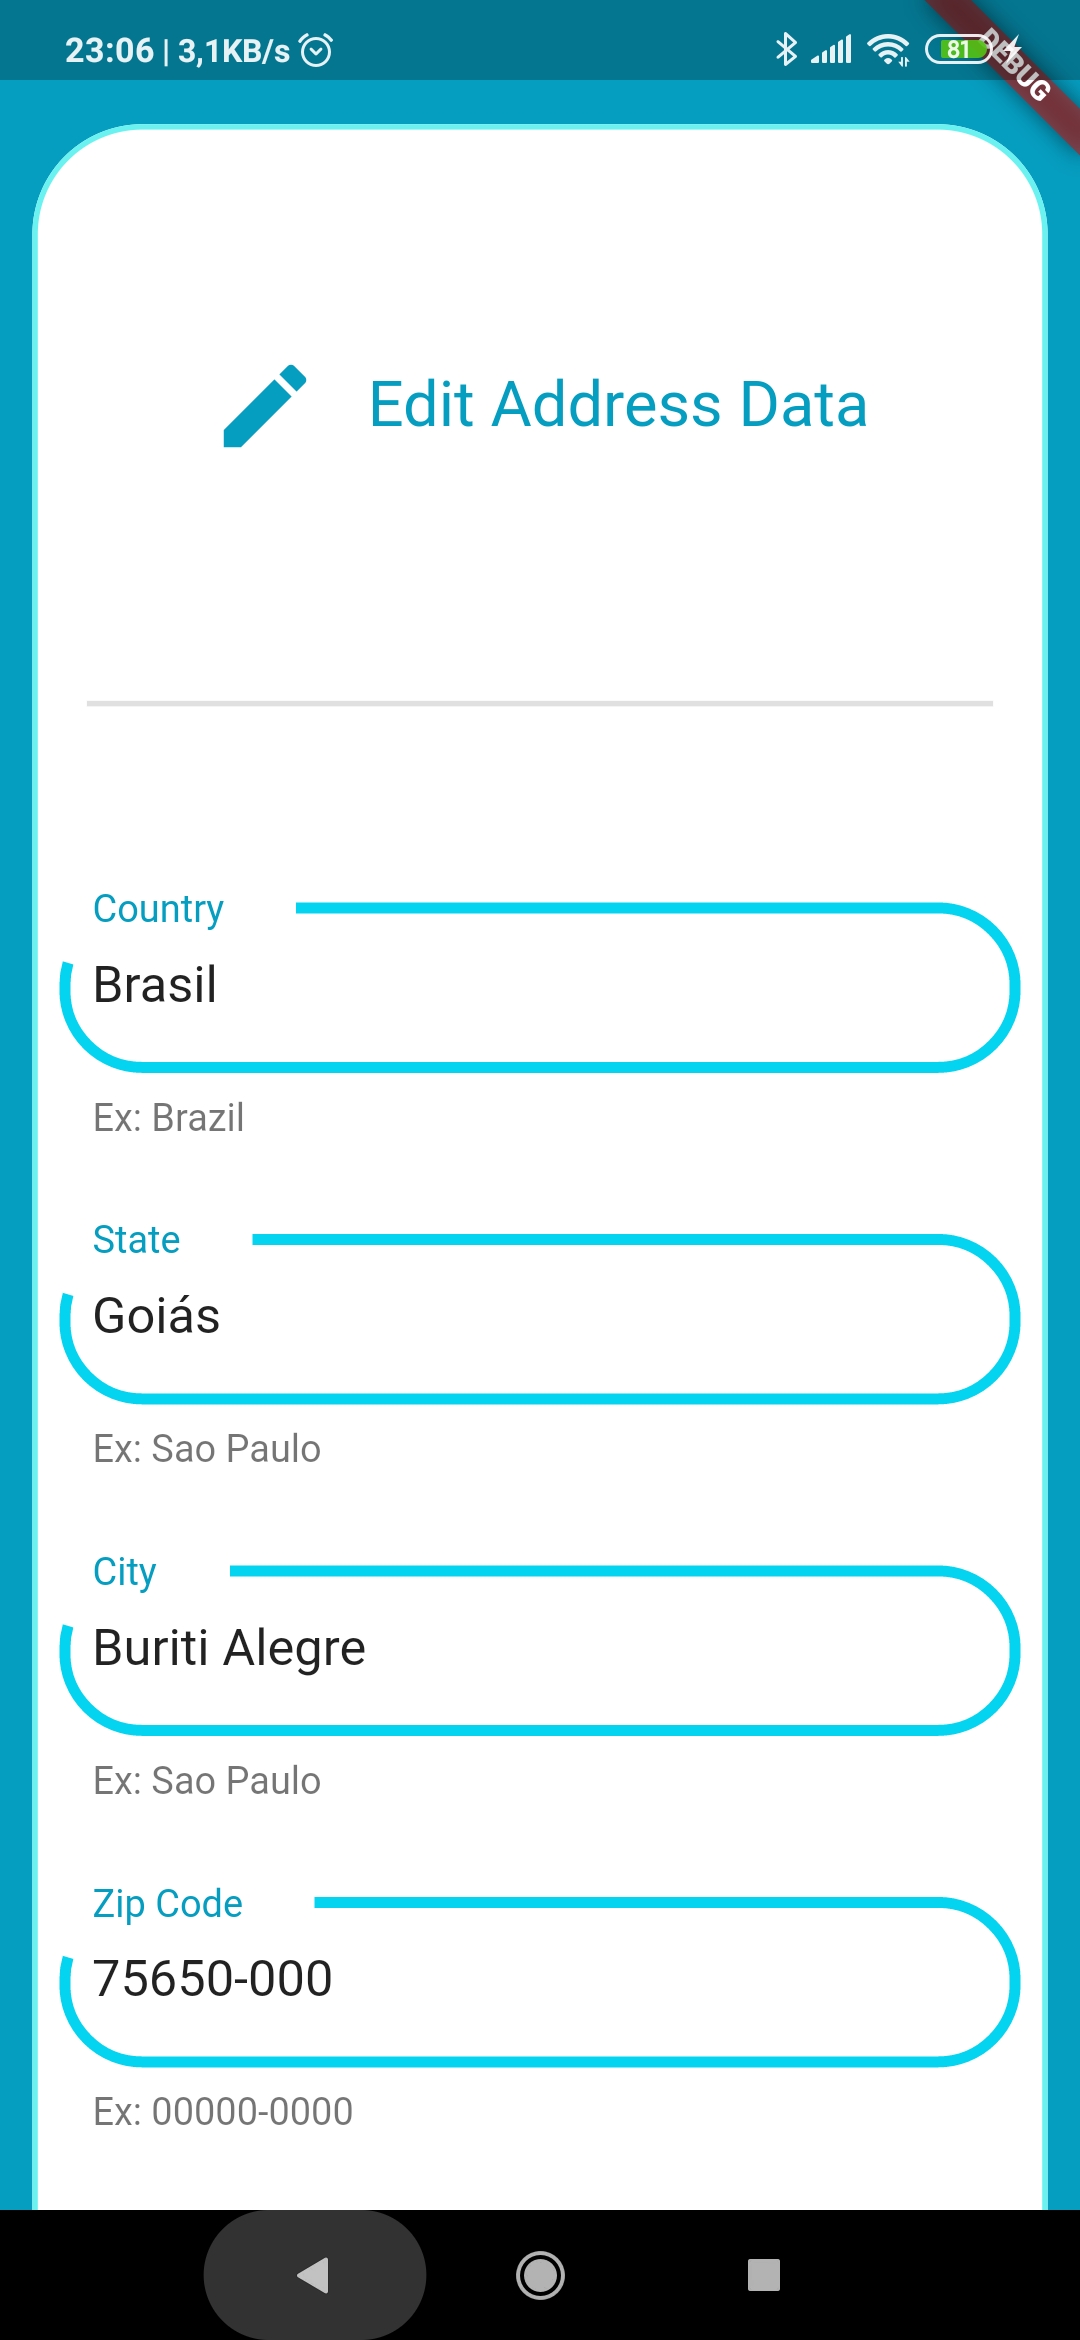 23:06 | 3,1KB/s
81
DEBUG
Edit Address Data
Country
Brasil
Ex: Brazil
State
Goiás
Ex: Sao Paulo
City
Buriti Alegre
Ex: Sao Paulo
Zip Code
75650-000
Ex: 00000-0000